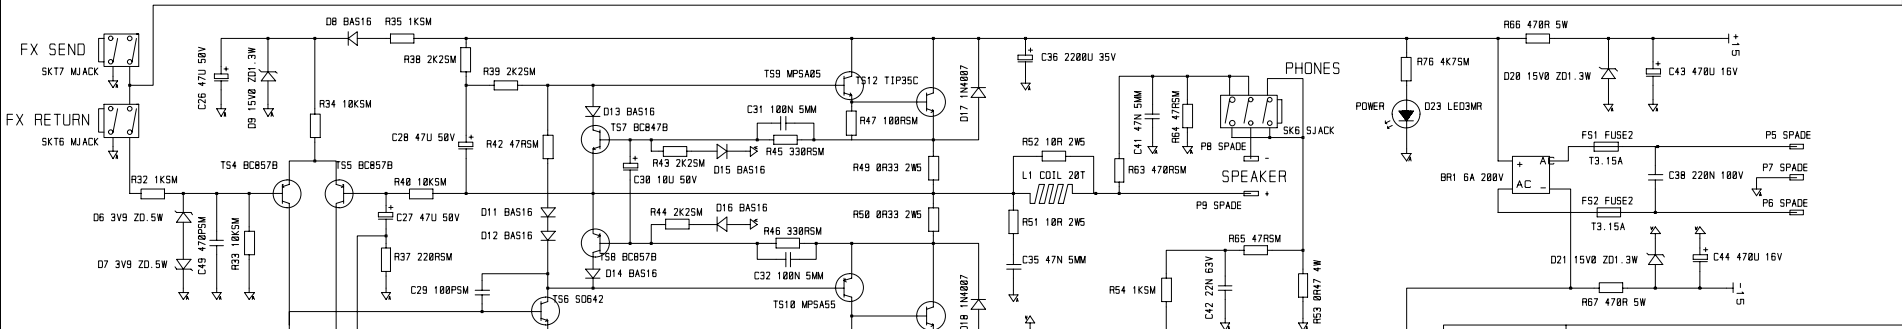 D8 BAS16
R35 1KSM
R66 470R 5W
FX SEND
SKT7 MJACK
C26 47U 50V
D9 15V0 ZD1.3W
R38 2K2SM
R39 2K2SM
TS9 MPSA05
TS12 TIP35C
C36 2200U 35V
D17 1N4007
PHONES
R76 4K7SM
D20 15V0 ZD1.3W
C43 470U 16V
+15
R34 10KSM
FX RETURN
SKT6 MJACK
D13 BAS16
TS7 BC847B
C31 100N 5MM
R47 100RSM
C41 47N 5MM
R64 47RSM
SK6 SJACK
POWER
D23 LED3MR
C28 47U 50V
R42 47RSM
R45 330RSM
R52 10R 2W5
P8 SPADE
-
FS1 FUSE2
T3.15A
P5 SPADE
TS4 BC857B
TS5 BC857B
R43 2K2SM
D15 BAS16
C30 10U 50V
R49 0R33 2W5
L1 COIL 20T
R63 470RSM
SPEAKER
+
P9 SPADE
BR1 6A 200V
+ AC
AC -
C38 220N 100V
P7 SPADE
R32 1KSM
R40 10KSM
D6 3V9 ZD.5W
C49 470PSM
R33 10KSM
C27 47U 50V
D11 BAS16
D12 BAS16
R44 2K2SM
D16 BAS16
R50 0R33 2W5
R51 10R 2W5
FS2 FUSE2
T3.15A
P6 SPADE
R46 330RSM
R65 47RSM
D7 3V9 ZD.5W
R37 220RSM
TS8 BC857B
D14 BAS16
C32 100N 5MM
C35 47N 5MM
D21 15V0 ZD1.3W
C44 470U 16V
C29 100PSM
TS6 SD642
TS10 MPSA55
D18 1N4007
R54 1KSM
C42 22N 63V
R53 0R47 4W
R67 470R 5W
-15